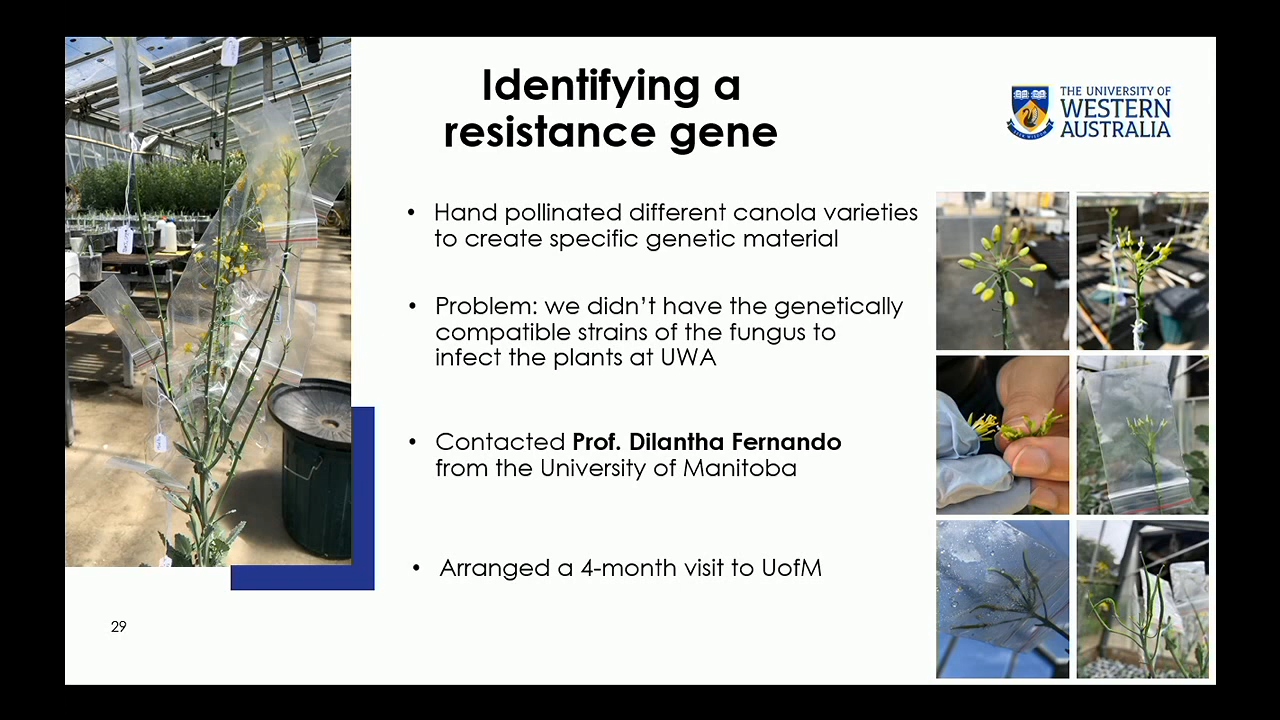 Identifying a
resistance gene
THE UNIVERSITY OF
WESTERN
AUSTRALIA
• Hand pollinated different canola varieties
to create specific genetic material
• Problem: we didn't have the genetically
compatible strains of the fungus to
infect the plants at UWA
• Contacted Prof. Dilantha Fernando
from the University of Manitoba
• Arranged a 4-month visit to UofM
29